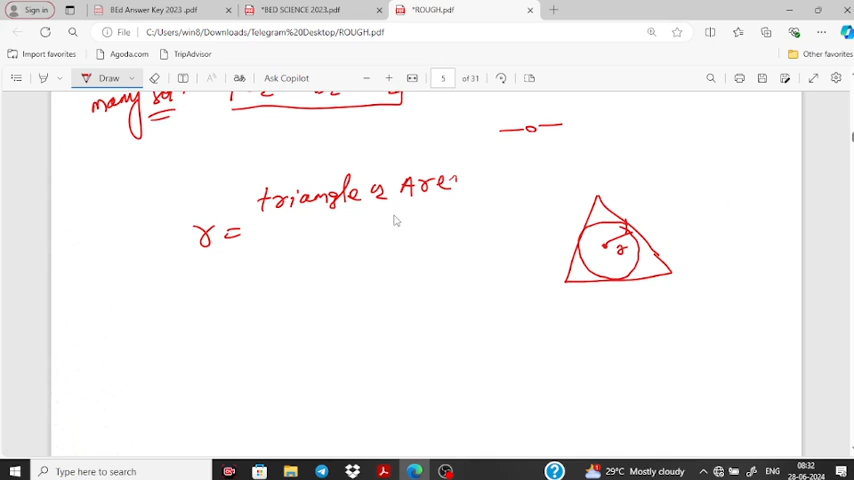 Sign in
BEd Answer Key 2023 .pdf
*BED SCIENCE 2023.pdf
*ROUGH.pdf
File
C:/Users/win8/Downloads/Telegram%20Desktop/ROUGH.pdf
Import favorites
Agoda.com
TripAdvisor
Other favorites
Draw
Ask Copilot
5 of 31
many
triangle
r =
r
Type here to search
29°C Mostly cloudy
ENG
08:32
28-06-2024